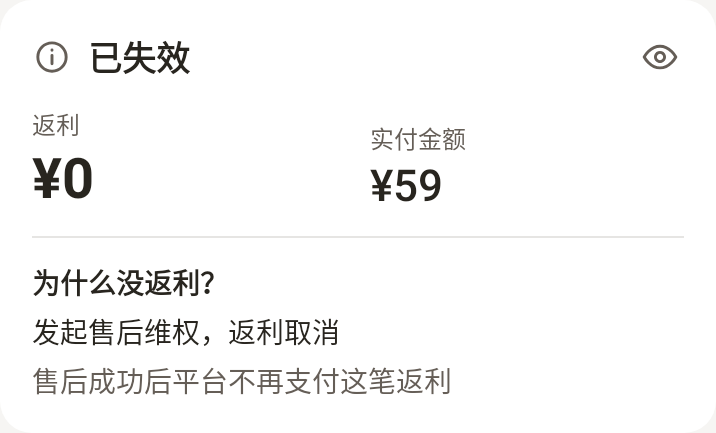 已失效
返利
¥0
实付金额
¥59
为什么没返利？
发起售后维权，返利取消
售后成功后平台不再支付这笔返利